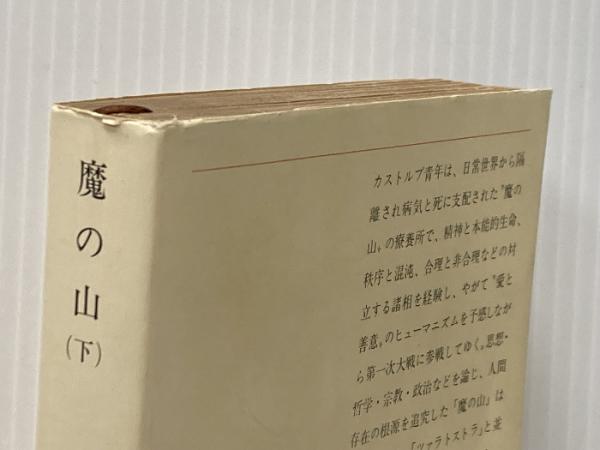 魔の山
(下)
カストルプ青年は、日常世界から隔
離され病気と死に支配された〝魔の
山〟の療養所で、精神と本能的生命、
秩序と混沌、合理と非合理などの対
立する諸相を経験し、やがて〝愛と
善意〟のヒューマニズムを予感しなが
ら第一次大戦に参戦してゆく。思想・
哲学・宗教・政治などを論じ、人間
存在の根源を追究した「魔の山」は
「ツァラトストラ」と並